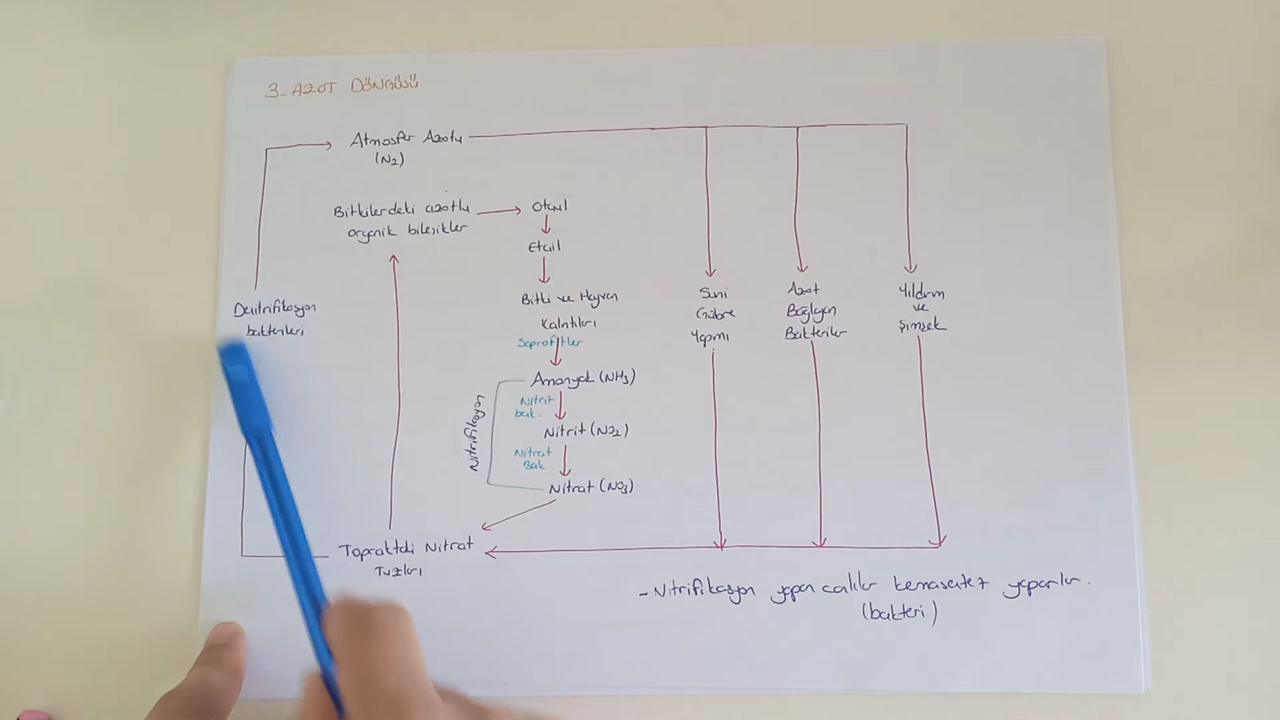 3- AZOT DÖNGÜSÜ
Atmosfer Azotu
(N2)
Bitkilerdeki azotlu
organik bileşikler
Otçul
Etçil
Bitki ve Hayvan
Kalıntıları
Saprofitler
Amonyak (NH3)
Nitrit
bak.
Nitrit (NO2)
Nitrat
Bak
Nitrat (NO3)
Nitrifikasyon
Denitrifikasyon
bakterileri
Topraktaki Nitrat
Tuzları
Suni
Gübre
Yapımı
Azot
Bağlayan
Bakteriler
Yıldırım
ve
Şimşek
- Nitrifikasyon yapan canlılar kemosentez yaparlar.
(bakteri)